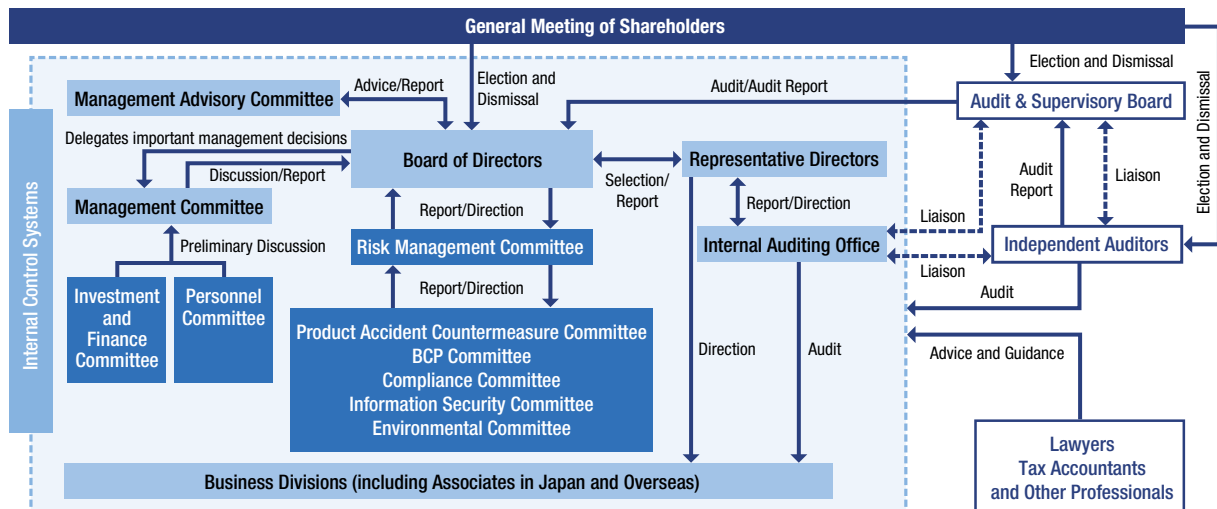 General Meeting of Shareholders
Election and Dismissal
Election and
Dismissal
Election and Dismissal
Internal Control Systems
Management Advisory Committee
Advice/Report
Audit/Audit Report
Audit & Supervisory Board
Delegates important management decisions
Board of Directors
Representative Directors
Selection/
Report
Discussion/Report
Management Committee
Report/Direction
Report/Direction
Audit
Report
Liaison
Liaison
Preliminary Discussion
Risk Management Committee
Internal Auditing Office
Independent Auditors
Liaison
Investment
and
Finance
Committee
Personnel
Committee
Report/Direction
Audit
Product Accident Countermeasure Committee
BCP Committee
Compliance Committee
Information Security Committee
Environmental Committee
Direction
Audit
Advice and Guidance
Lawyers
Tax Accountants
and Other Professionals
Business Divisions (including Associates in Japan and Overseas)